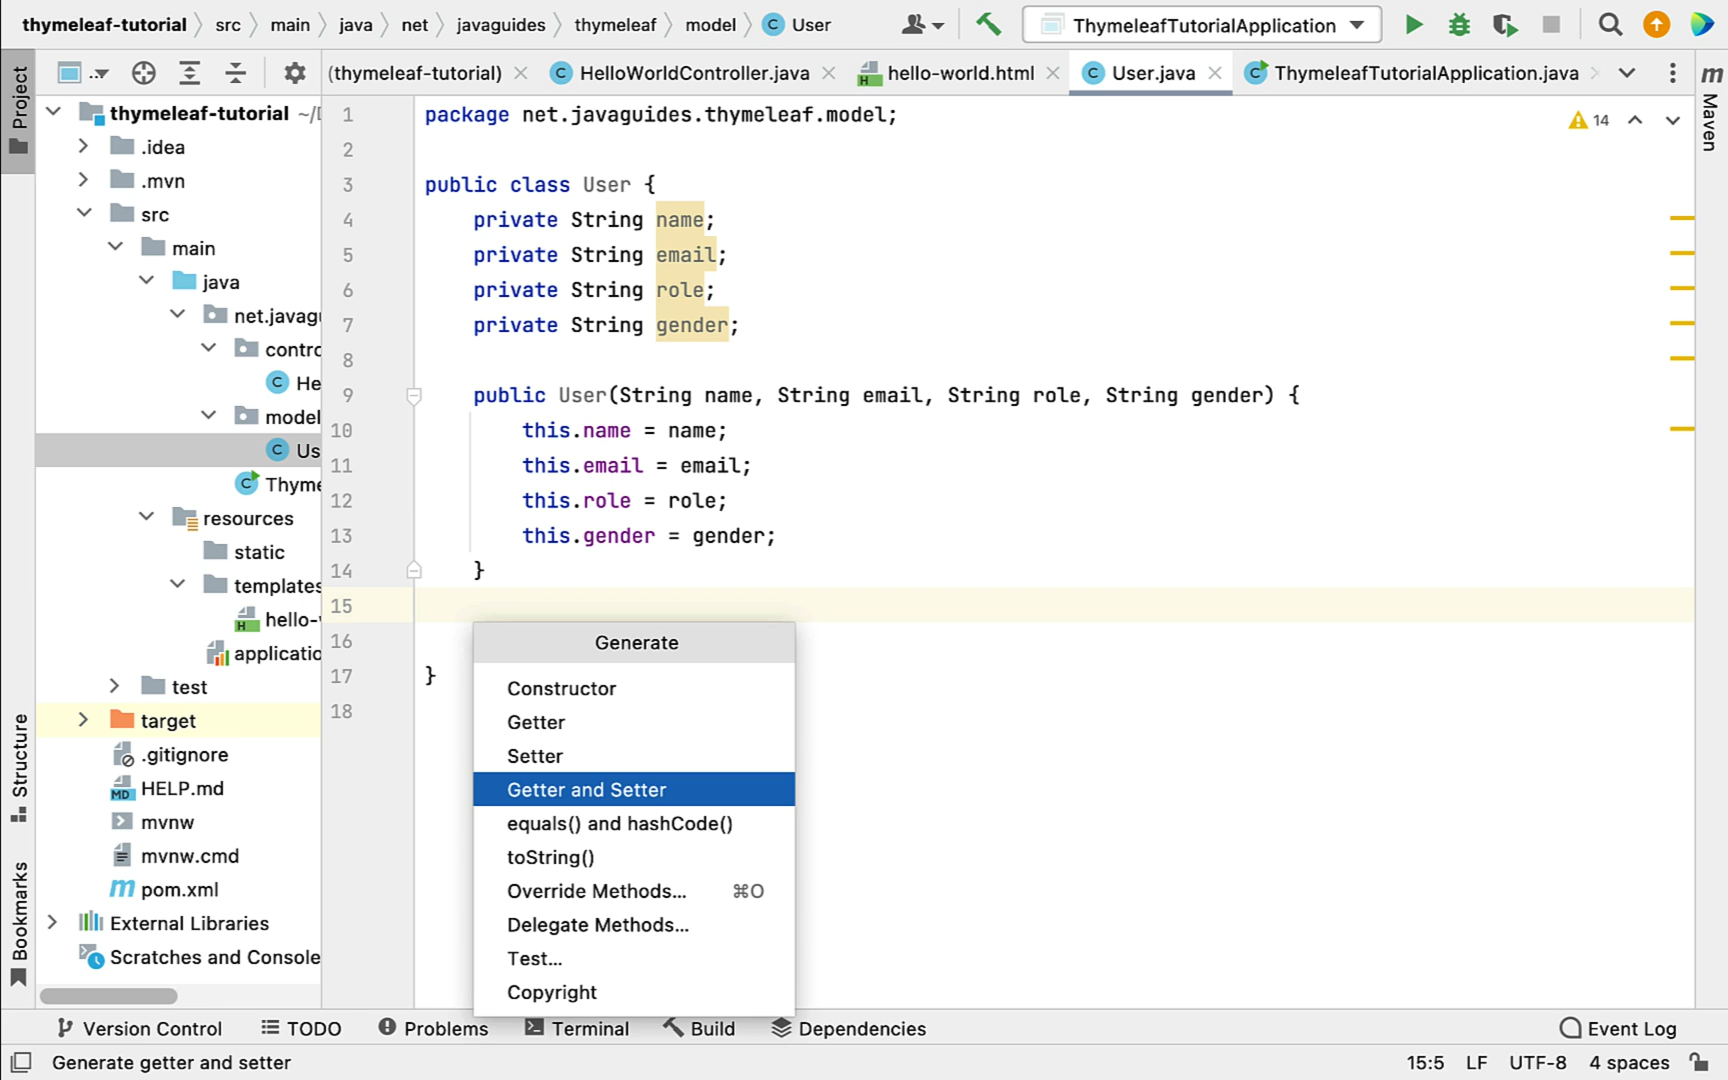 thymeleaf-tutorial src main java net javaguides thymeleaf model C User ThymeleafTutorialApplication
(thymeleaf-tutorial) C HelloWorldController.java H hello-world.html C User.java C ThymeleafTutorialApplication.java
Project
Structure
Bookmarks
m Maven
thymeleaf-tutorial ~/
.idea
.mvn
src
main
java
net.javagu
contro
C He
model
C Us
C Thyme
resources
static
templates
H hello-
applicatio
test
target
.gitignore
MD HELP.md
mvnw
mvnw.cmd
m pom.xml
External Libraries
Scratches and Console
14
1 package net.javaguides.thymeleaf.model;
2
3 public class User {
4 private String name;
5 private String email;
6 private String role;
7 private String gender;
8
9 public User(String name, String email, String role, String gender) {
10 this.name = name;
11 this.email = email;
12 this.role = role;
13 this.gender = gender;
14 }
15
16
17 }
18
Generate
Constructor
Getter
Setter
Getter and Setter
equals() and hashCode()
toString()
Override Methods... ⌘O
Delegate Methods...
Test...
Copyright
Version Control TODO Problems Terminal Build Dependencies Event Log
Generate getter and setter 15:5 LF UTF-8 4 spaces